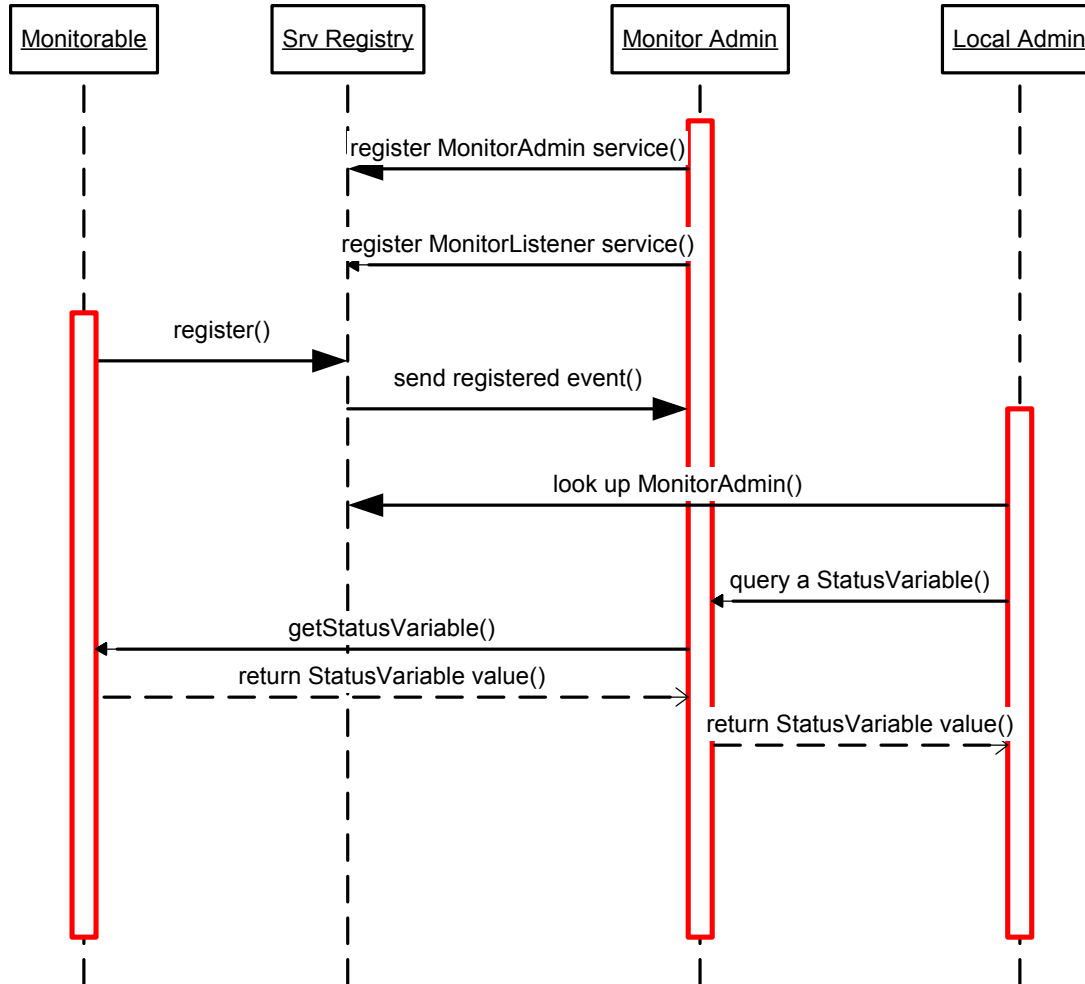 Monitorable
Srv Registry
Monitor Admin
Local Admin
register MonitorAdmin service()
register MonitorListener service()
register()
send registered event()
look up MonitorAdmin()
query a StatusVariable()
getStatusVariable()
return StatusVariable value()
return StatusVariable value()